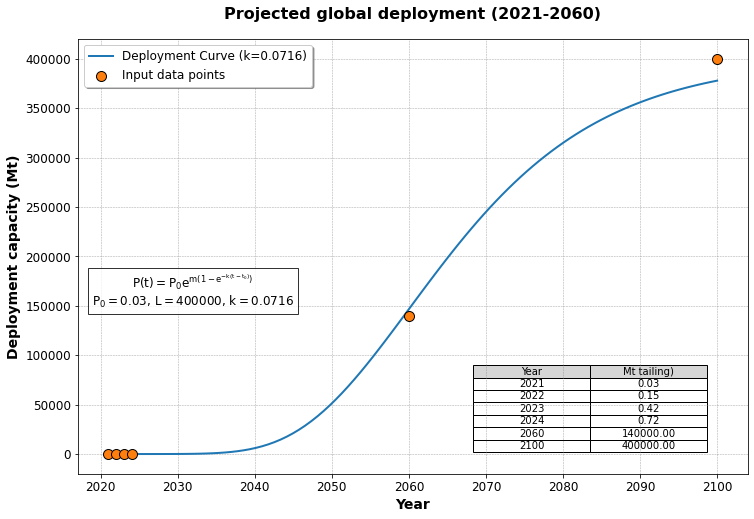 Projected global deployment (2021-2060)
Deployment Curve (k=0.0716)
Input data points
Deployment capacity (Mt)
400000
350000
300000
250000
200000
150000
100000
50000
0
P(t) = P₀e^m(1−e^−k(t−t₀))
P₀ = 0.03, L = 400000, k = 0.0716
Year Mt tailing)
2021 0.03
2022 0.15
2023 0.42
2024 0.72
2060 140000.00
2100 400000.00
2020 2030 2040 2050 2060 2070 2080 2090 2100
Year